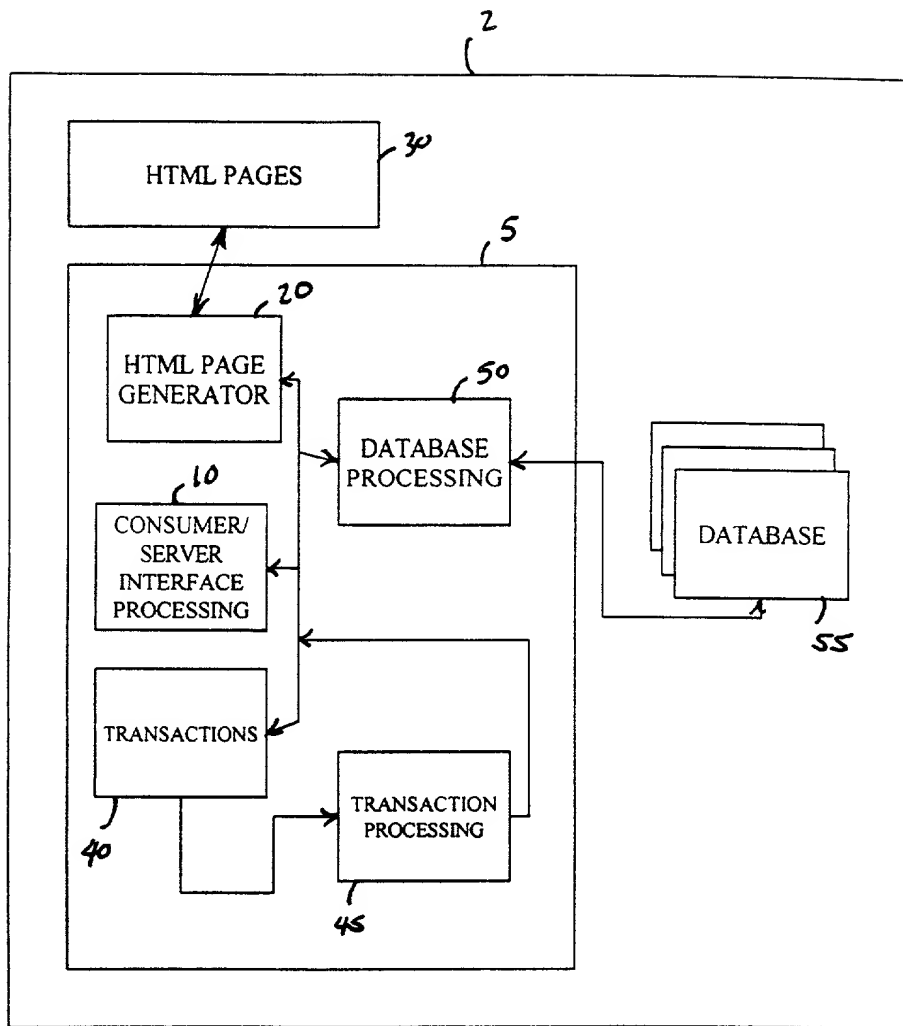 2
30
HTML PAGES
5
20
HTML PAGE
GENERATOR
50
DATABASE
PROCESSING
10
CONSUMER/
SERVER
INTERFACE
PROCESSING
DATABASE
55
TRANSACTIONS
40
TRANSACTION
PROCESSING
45